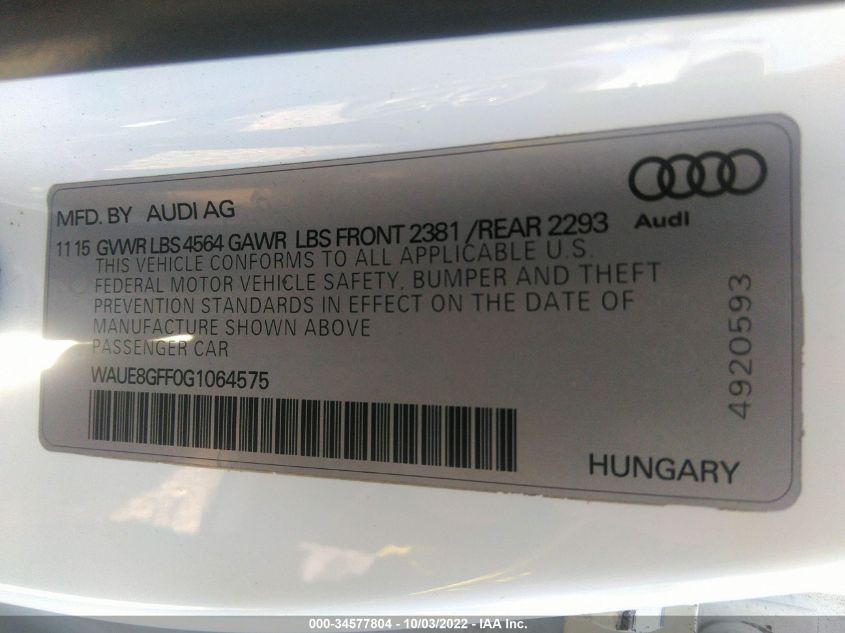 MFD. BY AUDI AG
11 15 GVWR LBS 4564 GAWR LBS FRONT 2381 /REAR 2293
Audi
THIS VEHICLE CONFORMS TO ALL APPLICABLE U.S.
FEDERAL MOTOR VEHICLE SAFETY, BUMPER AND THEFT
PREVENTION STANDARDS IN EFFECT ON THE DATE OF
MANUFACTURE SHOWN ABOVE
PASSENGER CAR
WAUE8GFF0G1064575
4920593
HUNGARY
000-34577804 - 10/03/2022 - IAA Inc.